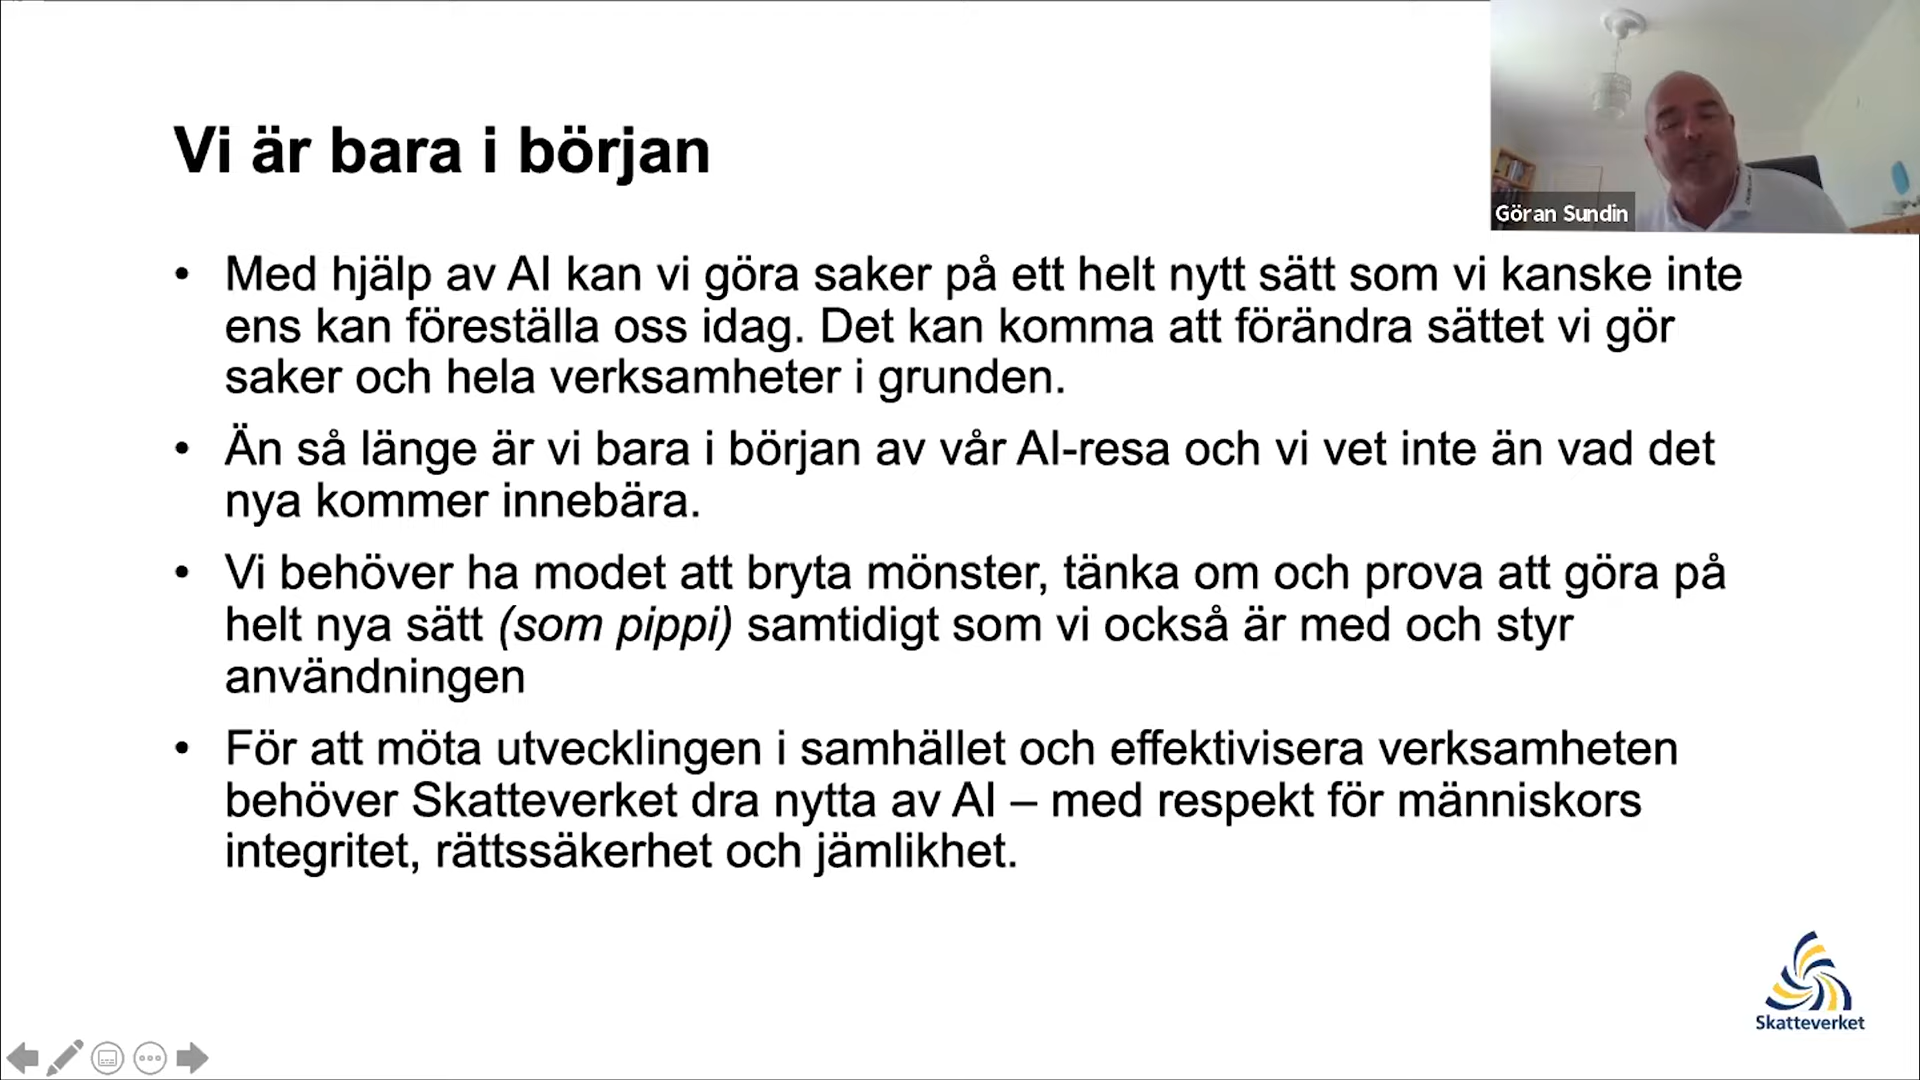 Vi är bara i början
Göran Sundin
• Med hjälp av AI kan vi göra saker på ett helt nytt sätt som vi kanske inte
ens kan föreställa oss idag. Det kan komma att förändra sättet vi gör
saker och hela verksamheter i grunden.
• Än så länge är vi bara i början av vår AI-resa och vi vet inte än vad det
nya kommer innebära.
• Vi behöver ha modet att bryta mönster, tänka om och prova att göra på
helt nya sätt (som pippi) samtidigt som vi också är med och styr
användningen
• För att möta utvecklingen i samhället och effektivisera verksamheten
behöver Skatteverket dra nytta av AI – med respekt för människors
integritet, rättssäkerhet och jämlikhet.
Skatteverket